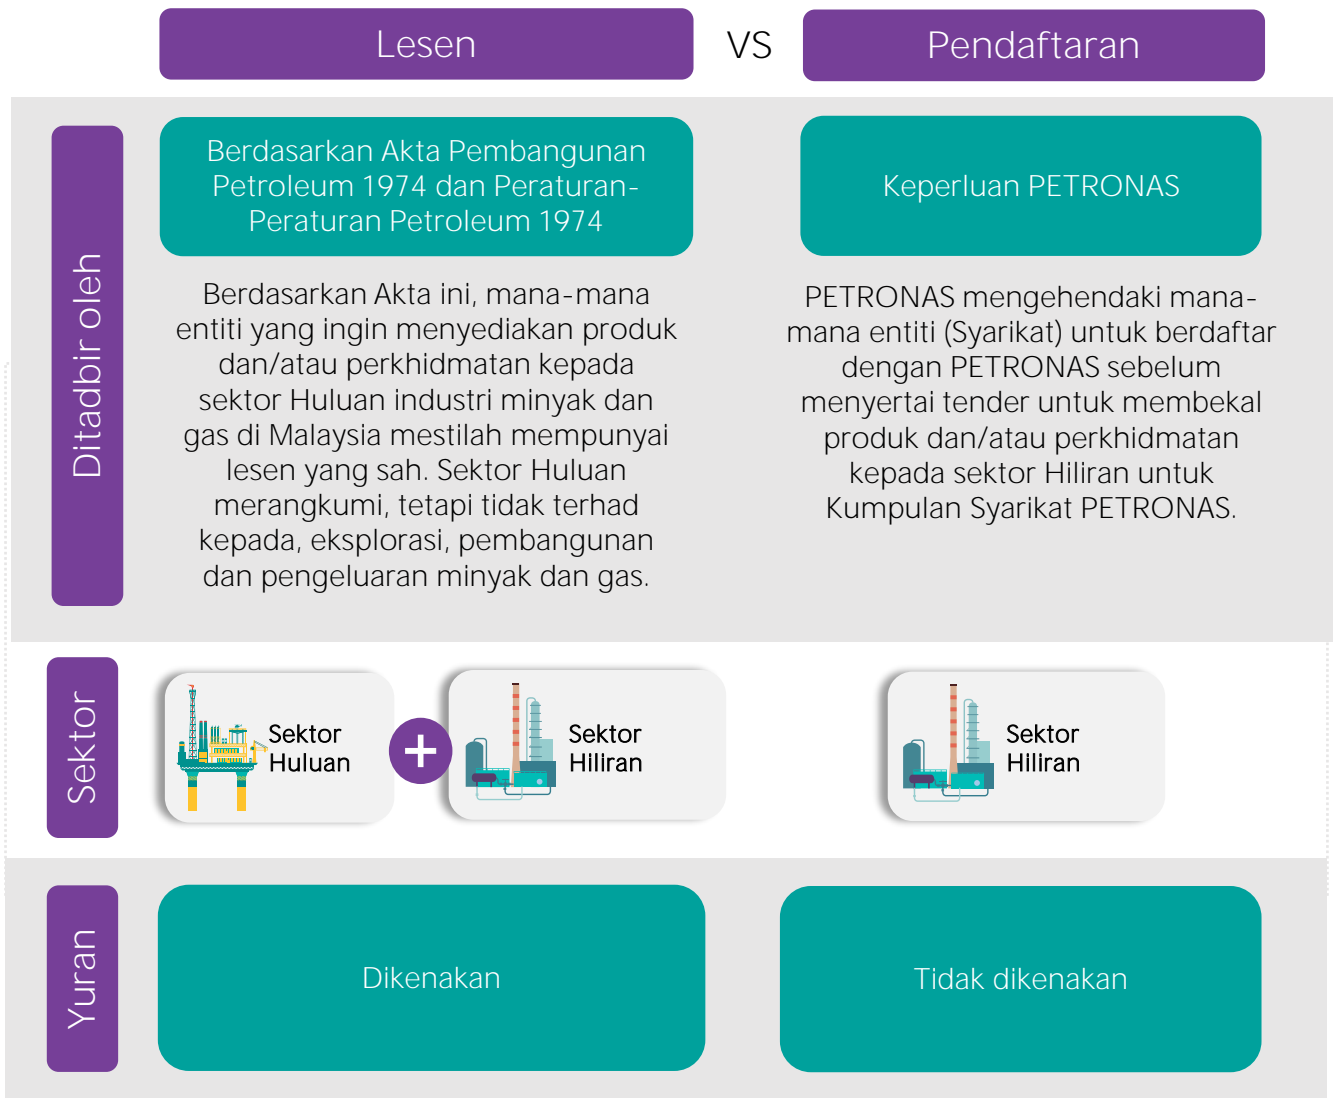 Lesen
VS
Pendaftaran
Ditadbir oleh
Berdasarkan Akta Pembangunan
Petroleum 1974 dan Peraturan-
Peraturan Petroleum 1974
Berdasarkan Akta ini, mana-mana
entiti yang ingin menyediakan produk
dan/atau perkhidmatan kepada
sektor Huluan industri minyak dan
gas di Malaysia mestilah mempunyai
lesen yang sah. Sektor Huluan
merangkumi, tetapi tidak terhad
kepada, eksplorasi, pembangunan
dan pengeluaran minyak dan gas.
Keperluan PETRONAS
PETRONAS mengehendaki mana-
mana entiti (Syarikat) untuk berdaftar
dengan PETRONAS sebelum
menyertai tender untuk membekal
produk dan/atau perkhidmatan
kepada sektor Hiliran untuk
Kumpulan Syarikat PETRONAS.
Sektor
Sektor
Huluan
+
Sektor
Hiliran
Sektor
Hiliran
Yuran
Dikenakan
Tidak dikenakan